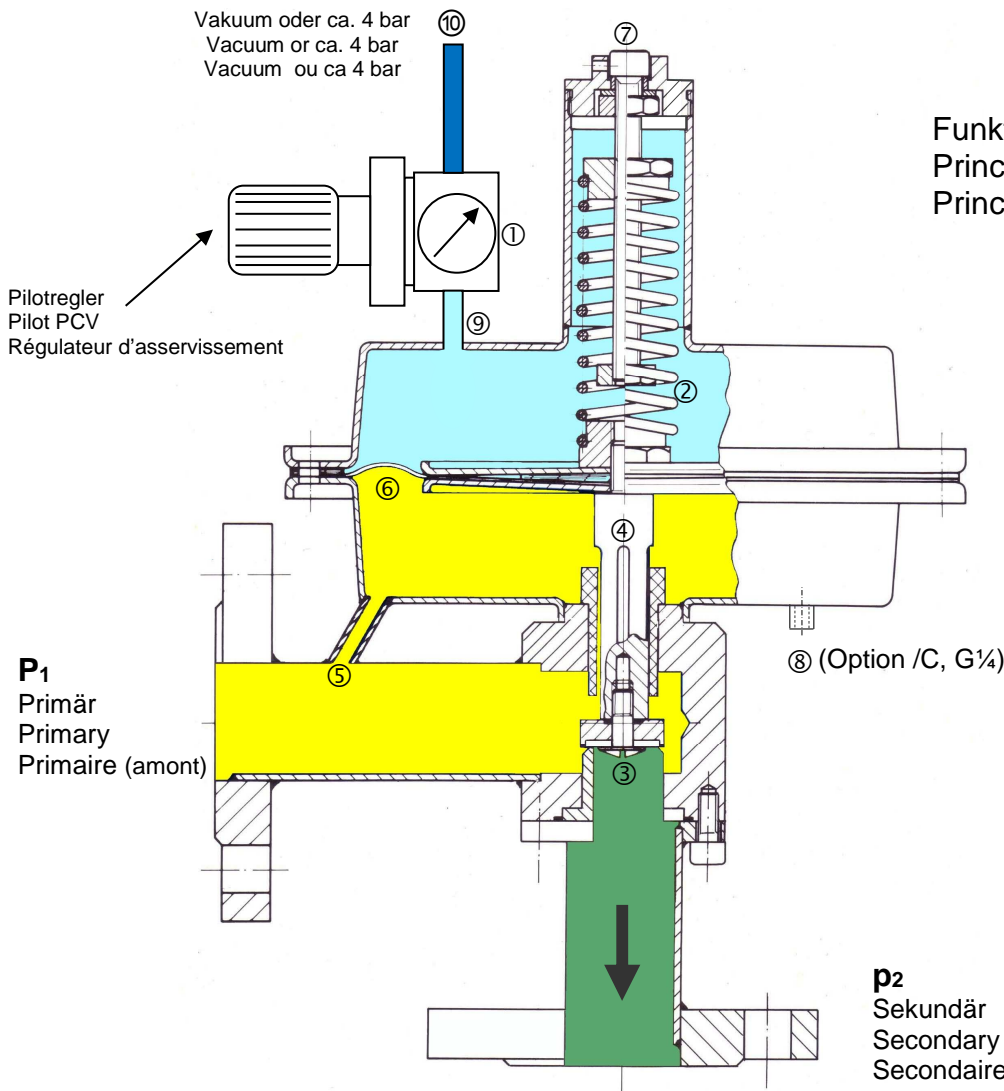 Vakuum oder ca. 4 bar
Vacuum or ca. 4 bar
Vacuum ou ca 4 bar
⑩
⑦
Funk
Princ
Princ
①
Pilotregler
Pilot PCV
Régulateur d'asservissement
⑨
②
⑥
④
P1
Primär
Primary
Primaire (amont)
⑤
⑧ (Option /C, G¼)
③
p2
Sekundär
Secondary
Secondaire